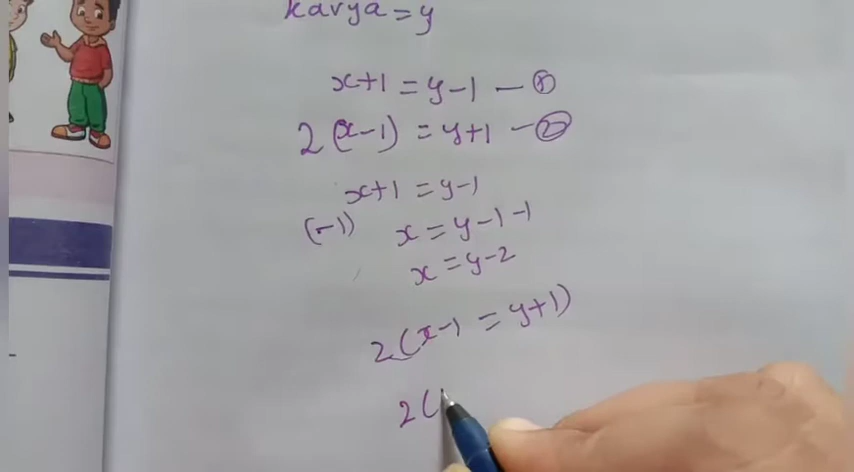 karya = y
x+1 = y-1 — ①
2(x-1) = y+1 — ②
x+1 = y-1
(-1) x = y-1-1
x = y-2
2(x-1 = y+1)
2(